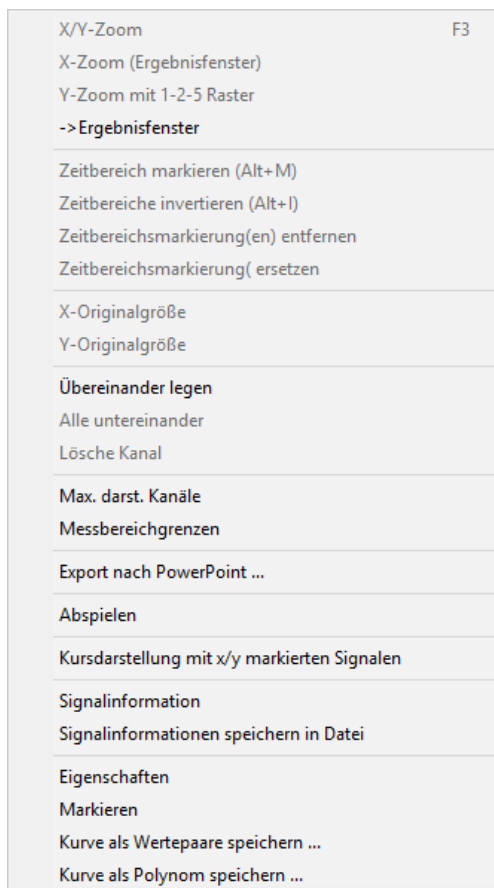 X/Y-Zoom F3
X-Zoom (Ergebnisfenster)
Y-Zoom mit 1-2-5 Raster
->Ergebnisfenster
Zeitbereich markieren (Alt+M)
Zeitbereiche invertieren (Alt+I)
Zeitbereichsmarkierung(en) entfernen
Zeitbereichsmarkierung( ersetzen
X-Originalgröße
Y-Originalgröße
Übereinander legen
Alle untereinander
Lösche Kanal
Max. darst. Kanäle
Messbereichgrenzen
Export nach PowerPoint ...
Abspielen
Kursdarstellung mit x/y markierten Signalen
Signalinformation
Signalinformationen speichern in Datei
Eigenschaften
Markieren
Kurve als Wertepaare speichern ...
Kurve als Polynom speichern ...